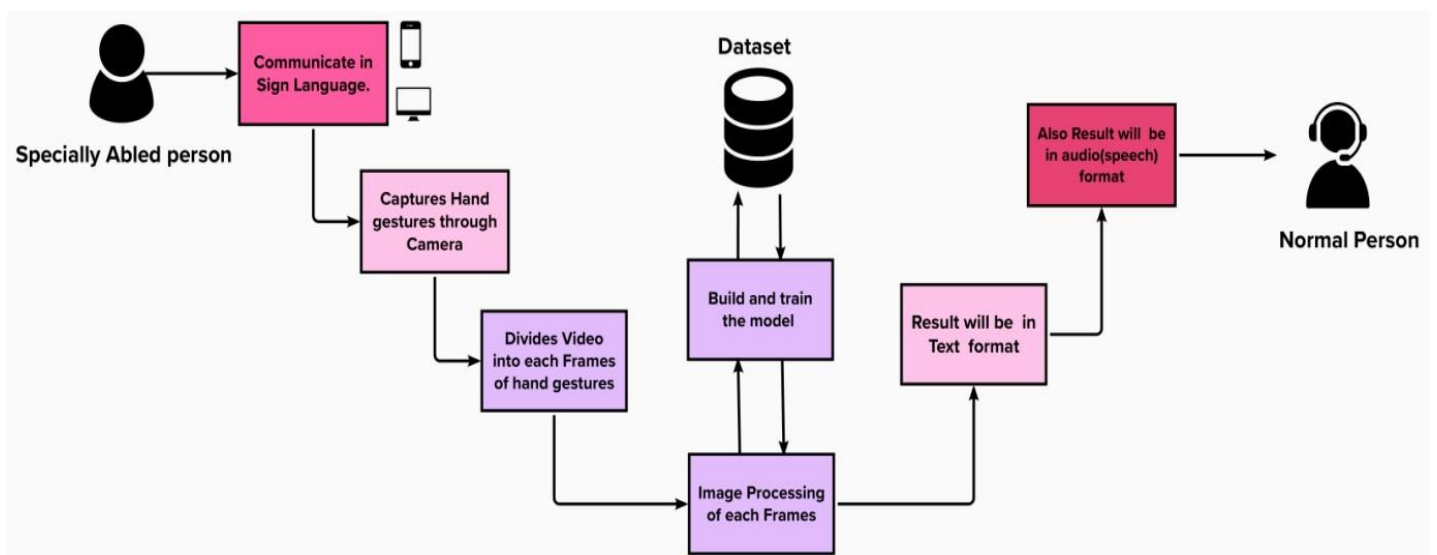 Specially Abled person
Communicate in
Sign Language.
Captures Hand
gestures through
Camera
Divides Video
into each Frames
of hand gestures
Image Processing
of each Frames
Build and train
the model
Dataset
Result will be in
Text format
Also Result will be
in audio(speech)
format
Normal Person